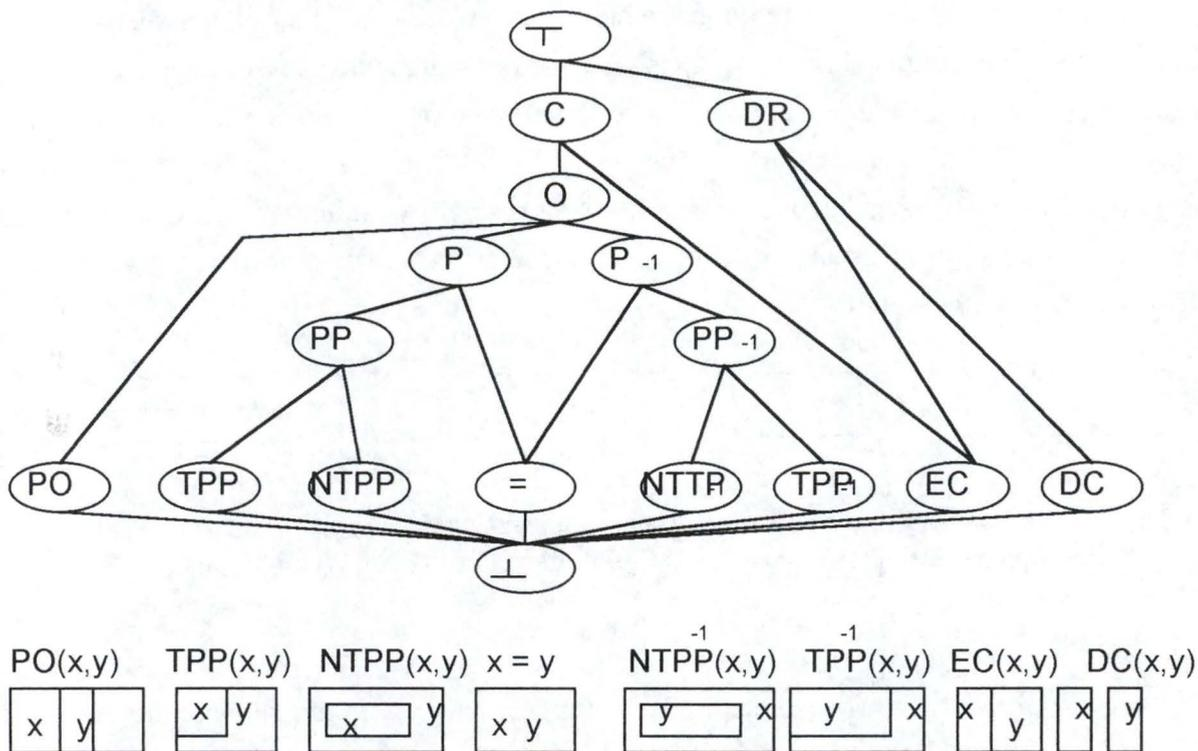 ⊤
C DR
O
P P -1
PP PP -1
PO TPP NTPP = NTTP TPP-1 EC DC
⊥
-1 -1
PO(x,y) TPP(x,y) NTPP(x,y) x = y NTPP(x,y) TPP(x,y) EC(x,y) DC(x,y)
x y x y x y x y y x y x x y x y